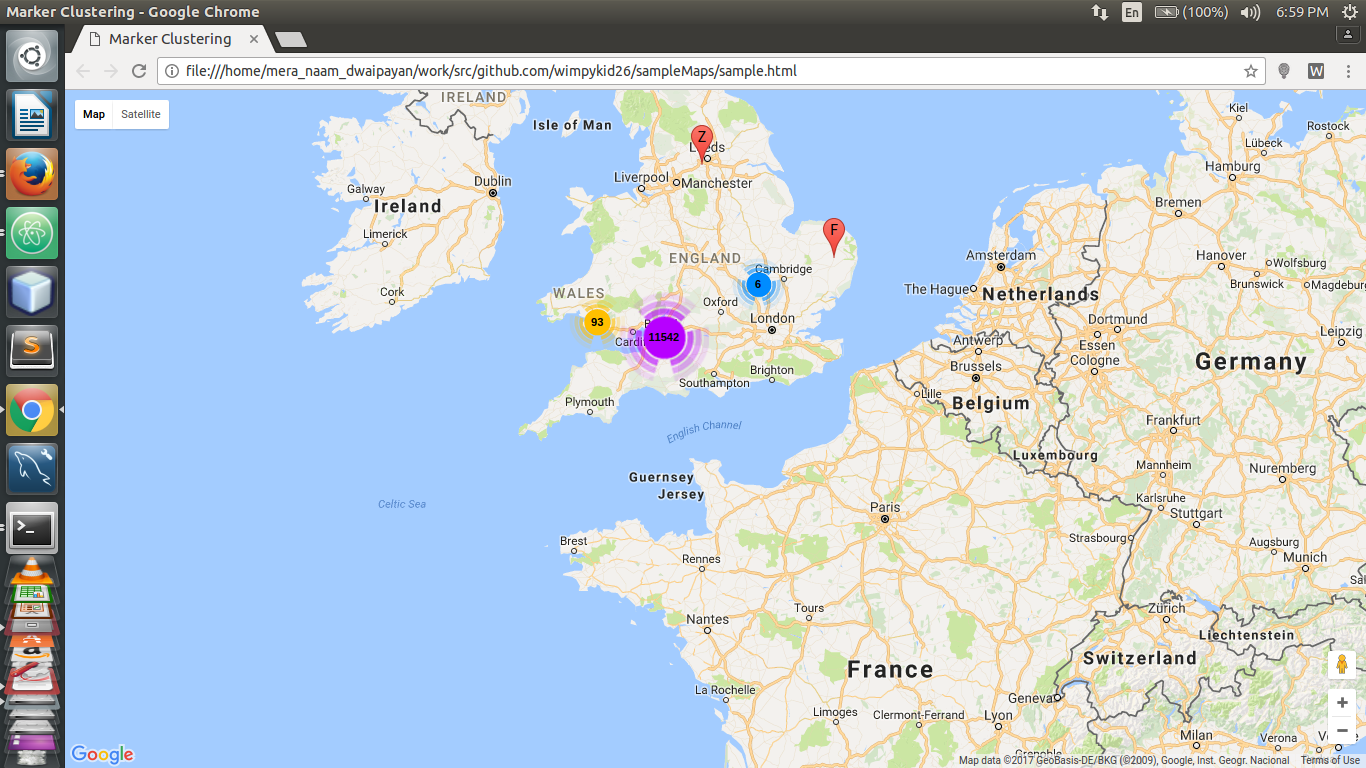 Marker Clustering - Google Chrome
En (100%) 6:59 PM
Marker Clustering
file:///home/mera_naam_dwaipayan/work/src/github.com/wimpykid26/sampleMaps/sample.html
W
Map Satellite
IRELAND
Isle of Man
Kiel
Rostock
Lübeck
Z
Leeds
Hamburg
Liverpool
Manchester
Dublin
Galway
Ireland
Bremen
Limerick
F
ENGLAND
Amsterdam
Hanover
Wolfsburg
Cambridge
6
Brunswick
Magdeburg
The Hague
Netherlands
Cork
WALES
Oxford
London
93
11542
Cardi
Dortmund
Leipzig
Antwerp
Essen
Cologne
Brussels
Germany
Brighton
Southampton
Lille
Belgium
Plymouth
Frankfurt
English Channel
Luxembourg
Mannheim
Nuremberg
Guernsey
Jersey
Karlsruhe
Celtic Sea
Paris
Stuttgart
Brest
Strasbourg
Augsburg
Rennes
Munich
Tours
Zürich
Nantes
Liechtenstein
Switzerland
France
La Rochelle
Geneva
Limoges
Clermont-Ferrand
Lyon
Milan
Verona
Google
Map data ©2017 GeoBasis-DE/BKG (©2009), Google, Inst. Geogr. Nacional Terms of Use